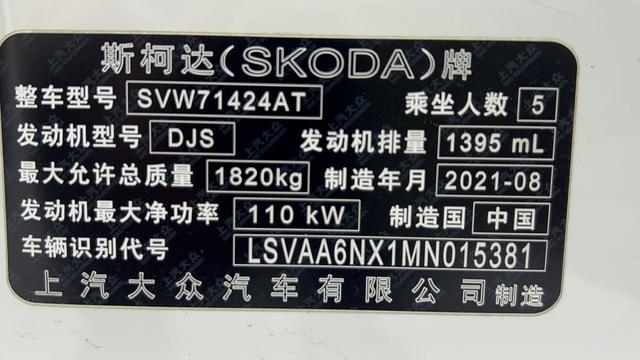 斯柯达(SKODA)牌
整车型号 SVW71424AT 乘坐人数 5
发动机型号 DJS 发动机排量 1395 mL
最大允许总质量 1820kg 制造年月 2021-08
发动机最大净功率 110 kW 制造国 中国
车辆识别代号 LSVAA6NX1MN015381
上汽大众汽车有限公司 制造